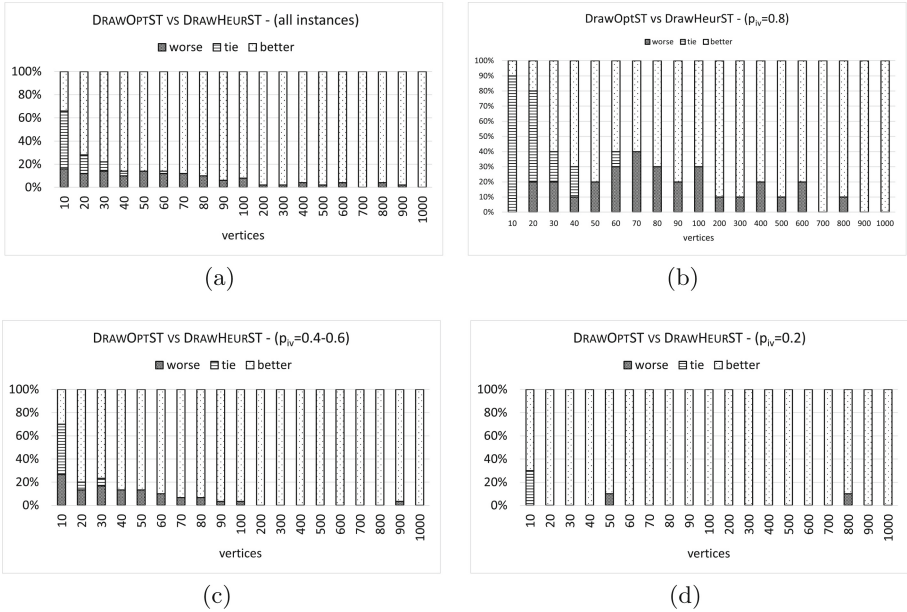 DRAWOPTST VS DRAWHEURST - (all instances)
worse tie better
100%
80%
60%
40%
20%
0%
10 20 30 40 50 60 70 80 90 100 200 300 400 500 600 700 800 900 1000
vertices
(a)
DrawOptST vs DrawHeurST - (piv=0.8)
worse tie better
100%
90%
80%
70%
60%
50%
40%
30%
20%
10%
0%
10 20 30 40 50 60 70 80 90 100 200 300 400 500 600 700 800 900 1000
vertices
(b)
DRAWOPTST VS DRAWHEURST - (piv=0.4-0.6)
worse tie better
100%
80%
60%
40%
20%
0%
10 20 30 40 50 60 70 80 90 100 200 300 400 500 600 700 800 900 1000
vertices
(c)
DRAWOPTST VS DRAWHEURST - (piv=0.2)
worse tie better
100%
80%
60%
40%
20%
0%
10 20 30 40 50 60 70 80 90 100 200 300 400 500 600 700 800 900 1000
vertices
(d)